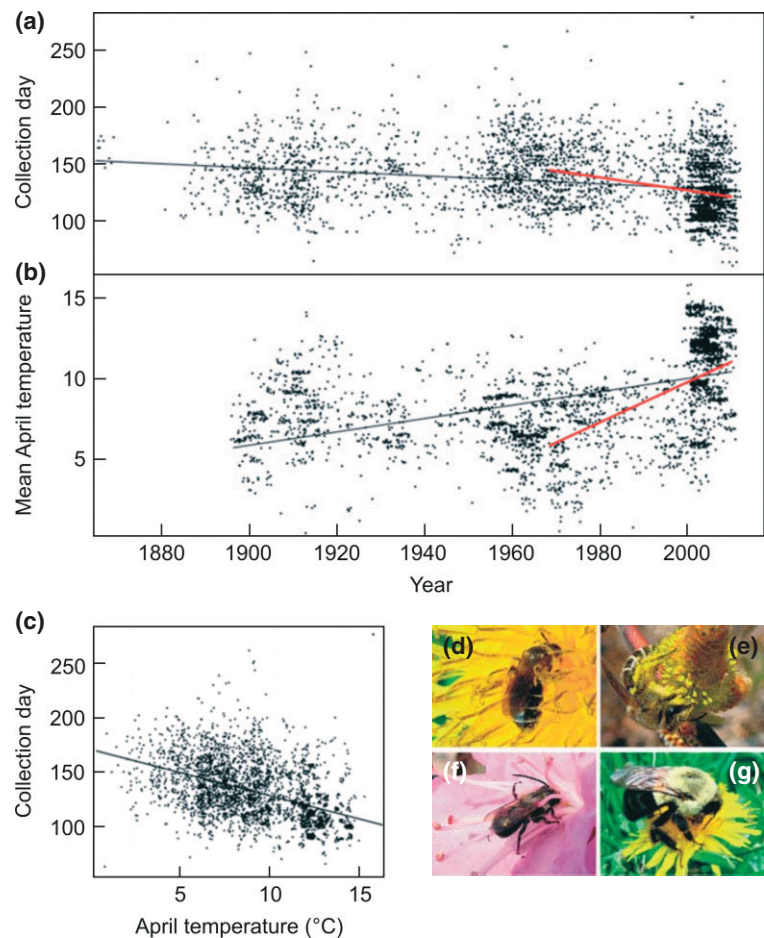 (a)
Collection day
250
200
150
100
(b)
Mean April temperature
15
10
5
1880 1900 1920 1940 1960 1980 2000
Year
(c)
Collection day
250
200
150
100
5 10 15
April temperature (°C)
(d) (e)
(f) (g)